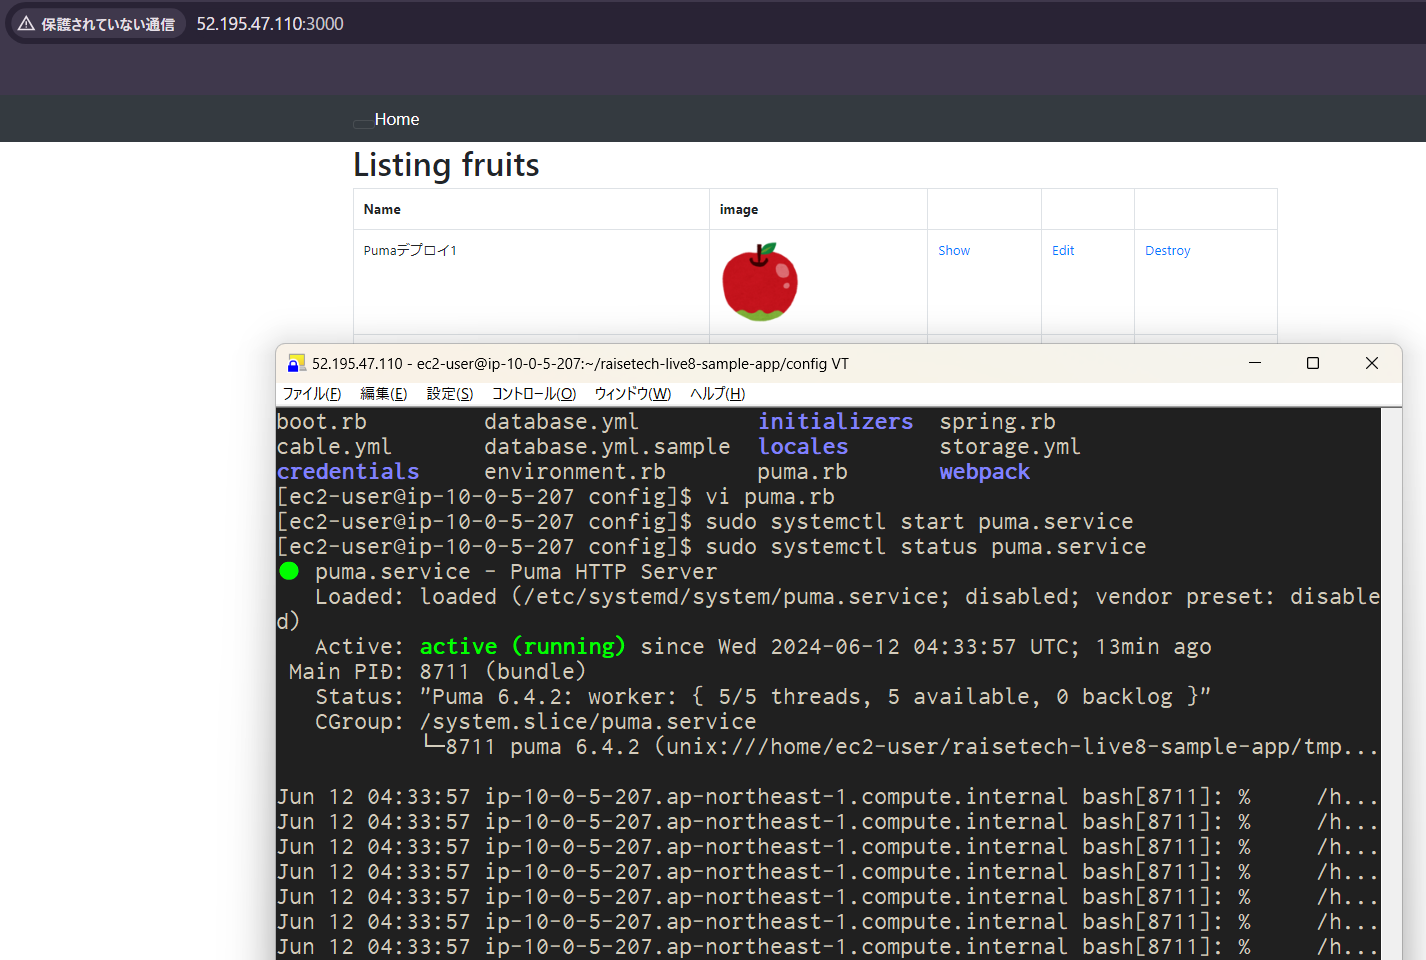 保護されていない通信 52.195.47.110:3000
Home
Listing fruits
Name image
Pumaデプロイ1 Show Edit Destroy
52.195.47.110 - ec2-user@ip-10-0-5-207:~/raisetech-live8-sample-app/config VT
ファイル(F) 編集(E) 設定(S) コントロール(O) ウィンドウ(W) ヘルプ(H)
boot.rb database.yml initializers spring.rb
cable.yml database.yml.sample locales storage.yml
credentials environment.rb puma.rb webpack
[ec2-user@ip-10-0-5-207 config]$ vi puma.rb
[ec2-user@ip-10-0-5-207 config]$ sudo systemctl start puma.service
[ec2-user@ip-10-0-5-207 config]$ sudo systemctl status puma.service
● puma.service - Puma HTTP Server
Loaded: loaded (/etc/systemd/system/puma.service; disabled; vendor preset: disable
d)
Active: active (running) since Wed 2024-06-12 04:33:57 UTC; 13min ago
Main PID: 8711 (bundle)
Status: "Puma 6.4.2: worker: { 5/5 threads, 5 available, 0 backlog }"
CGroup: /system.slice/puma.service
└─8711 puma 6.4.2 (unix:///home/ec2-user/raisetech-live8-sample-app/tmp...
Jun 12 04:33:57 ip-10-0-5-207.ap-northeast-1.compute.internal bash[8711]: % /h...
Jun 12 04:33:57 ip-10-0-5-207.ap-northeast-1.compute.internal bash[8711]: % /h...
Jun 12 04:33:57 ip-10-0-5-207.ap-northeast-1.compute.internal bash[8711]: % /h...
Jun 12 04:33:57 ip-10-0-5-207.ap-northeast-1.compute.internal bash[8711]: % /h...
Jun 12 04:33:57 ip-10-0-5-207.ap-northeast-1.compute.internal bash[8711]: % /h...
Jun 12 04:33:57 ip-10-0-5-207.ap-northeast-1.compute.internal bash[8711]: % /h...
Jun 12 04:33:57 ip-10-0-5-207.ap-northeast-1.compute.internal bash[8711]: % /h...